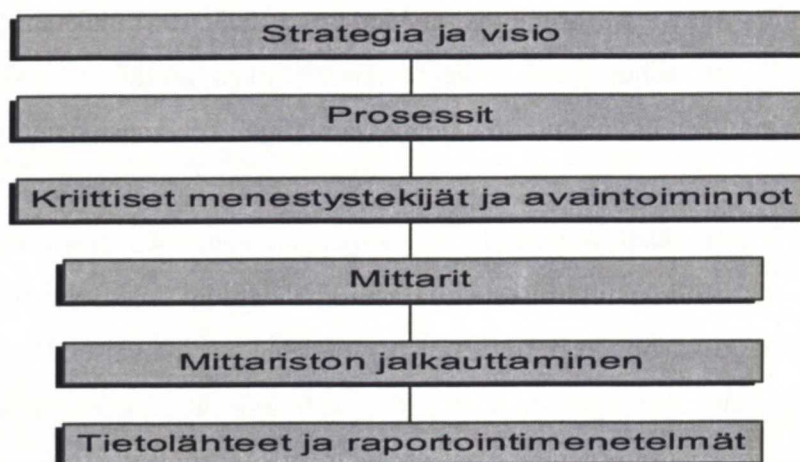 Strategia ja visio
Prosessit
Kriittiset menestystekijät ja avaintoiminnot
Mittarit
Mittariston jalkauttaminen
Tietolähteet ja raportointimenetelmät